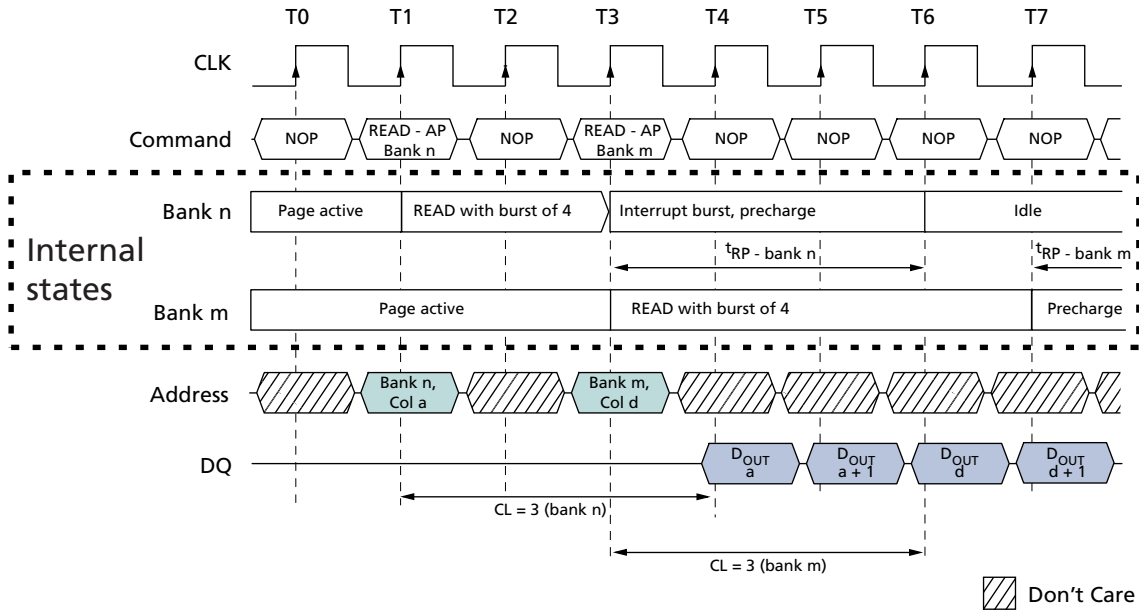 T0 T1 T2 T3 T4 T5 T6 T7
CLK
Command NOP READ - AP Bank n NOP READ - AP Bank m NOP NOP NOP NOP
Internal states
Bank n Page active READ with burst of 4 Interrupt burst, precharge Idle
tRP - bank n tRP - bank m
Bank m Page active READ with burst of 4 Precharge
Address Bank n, Col a Bank m, Col d
DQ DOUT a DOUT a + 1 DOUT d DOUT d + 1
CL = 3 (bank n)
CL = 3 (bank m)
Don't Care